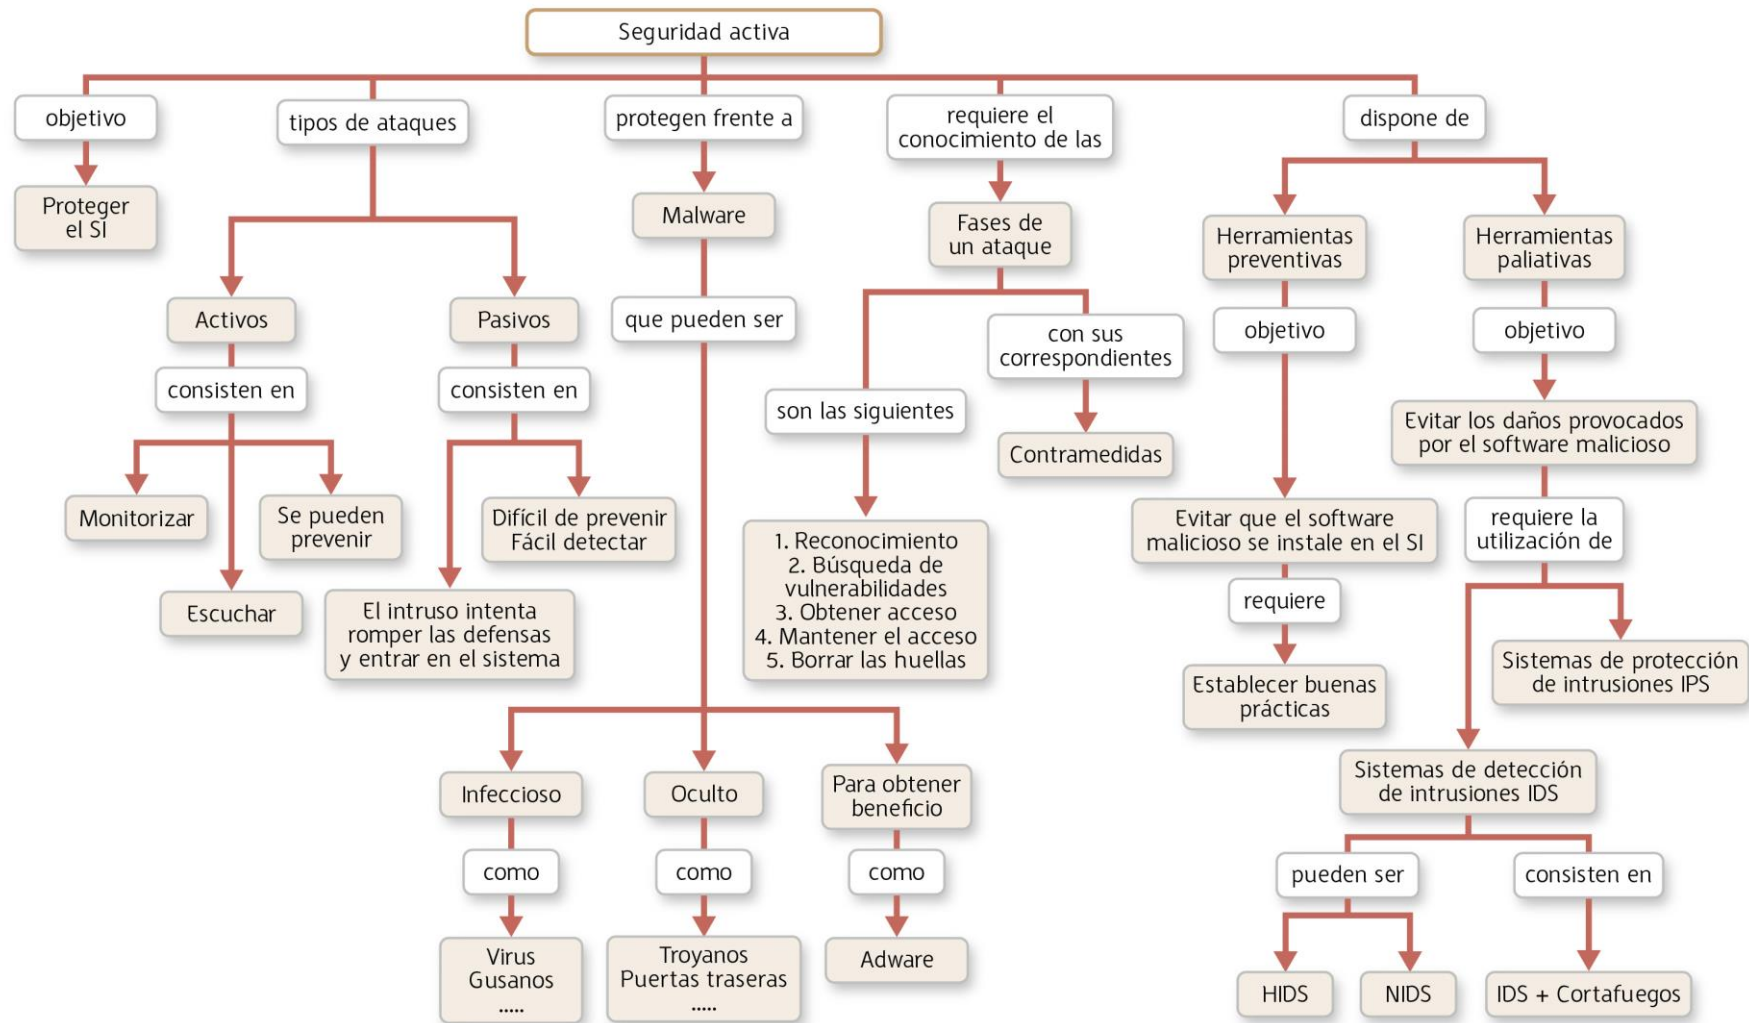 Seguridad activa
objetivo
tipos de ataques
protegen frente a
requiere el
conocimiento de las
dispone de
Proteger
el SI
Malware
Fases de
un ataque
Herramientas
preventivas
Herramientas
paliativas
Activos
Pasivos
que pueden ser
con sus
correspondientes
objetivo
objetivo
consisten en
consisten en
son las siguientes
Contramedidas
Evitar los daños provocados
por el software malicioso
Monitorizar
Se pueden
prevenir
Difícil de prevenir
Fácil detectar
Evitar que el software
malicioso se instale en el SI
requiere la
utilización de
Escuchar
El intruso intenta
romper las defensas
y entrar en el sistema
1. Reconocimiento
2. Búsqueda de
vulnerabilidades
3. Obtener acceso
4. Mantener el acceso
5. Borrar las huellas
requiere
Establecer buenas
prácticas
Sistemas de protección
de intrusiones IPS
Infeccioso
Oculto
Para obtener
beneficio
Sistemas de detección
de intrusiones IDS
como
como
como
pueden ser
consisten en
Virus
Gusanos
.....
Troyanos
Puertas traseras
.....
Adware
HIDS
NIDS
IDS + Cortafuegos